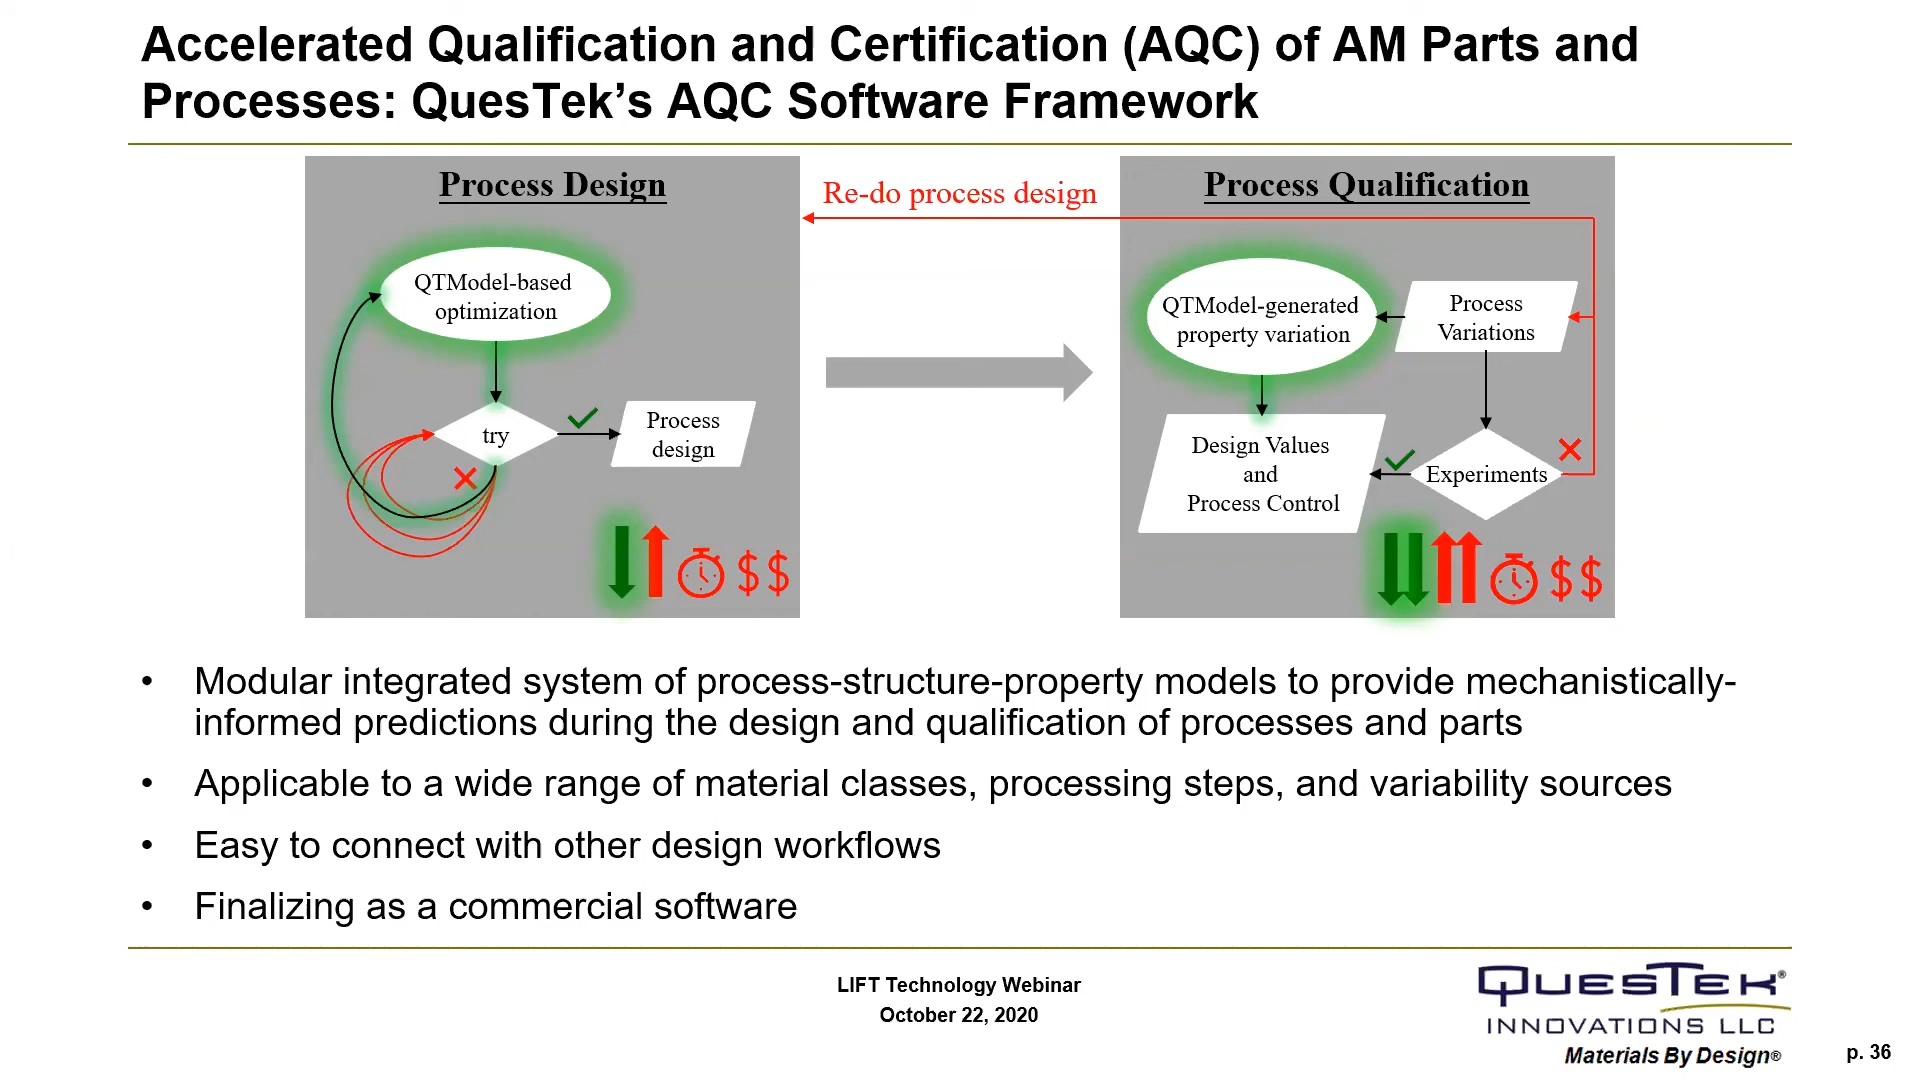 Accelerated Qualification and Certification (AQC) of AM Parts and
Processes: QuesTek’s AQC Software Framework
Process Design
Re-do process design
Process Qualification
QTModel-based
optimization
try
Process
design
$$
QTModel-generated
property variation
Process
Variations
Design Values
and
Process Control
Experiments
$$
• Modular integrated system of process-structure-property models to provide mechanistically-
informed predictions during the design and qualification of processes and parts
• Applicable to a wide range of material classes, processing steps, and variability sources
• Easy to connect with other design workflows
• Finalizing as a commercial software
LIFT Technology Webinar
October 22, 2020
QUESTEK®
INNOVATIONS LLC
Materials By Design®
p. 36